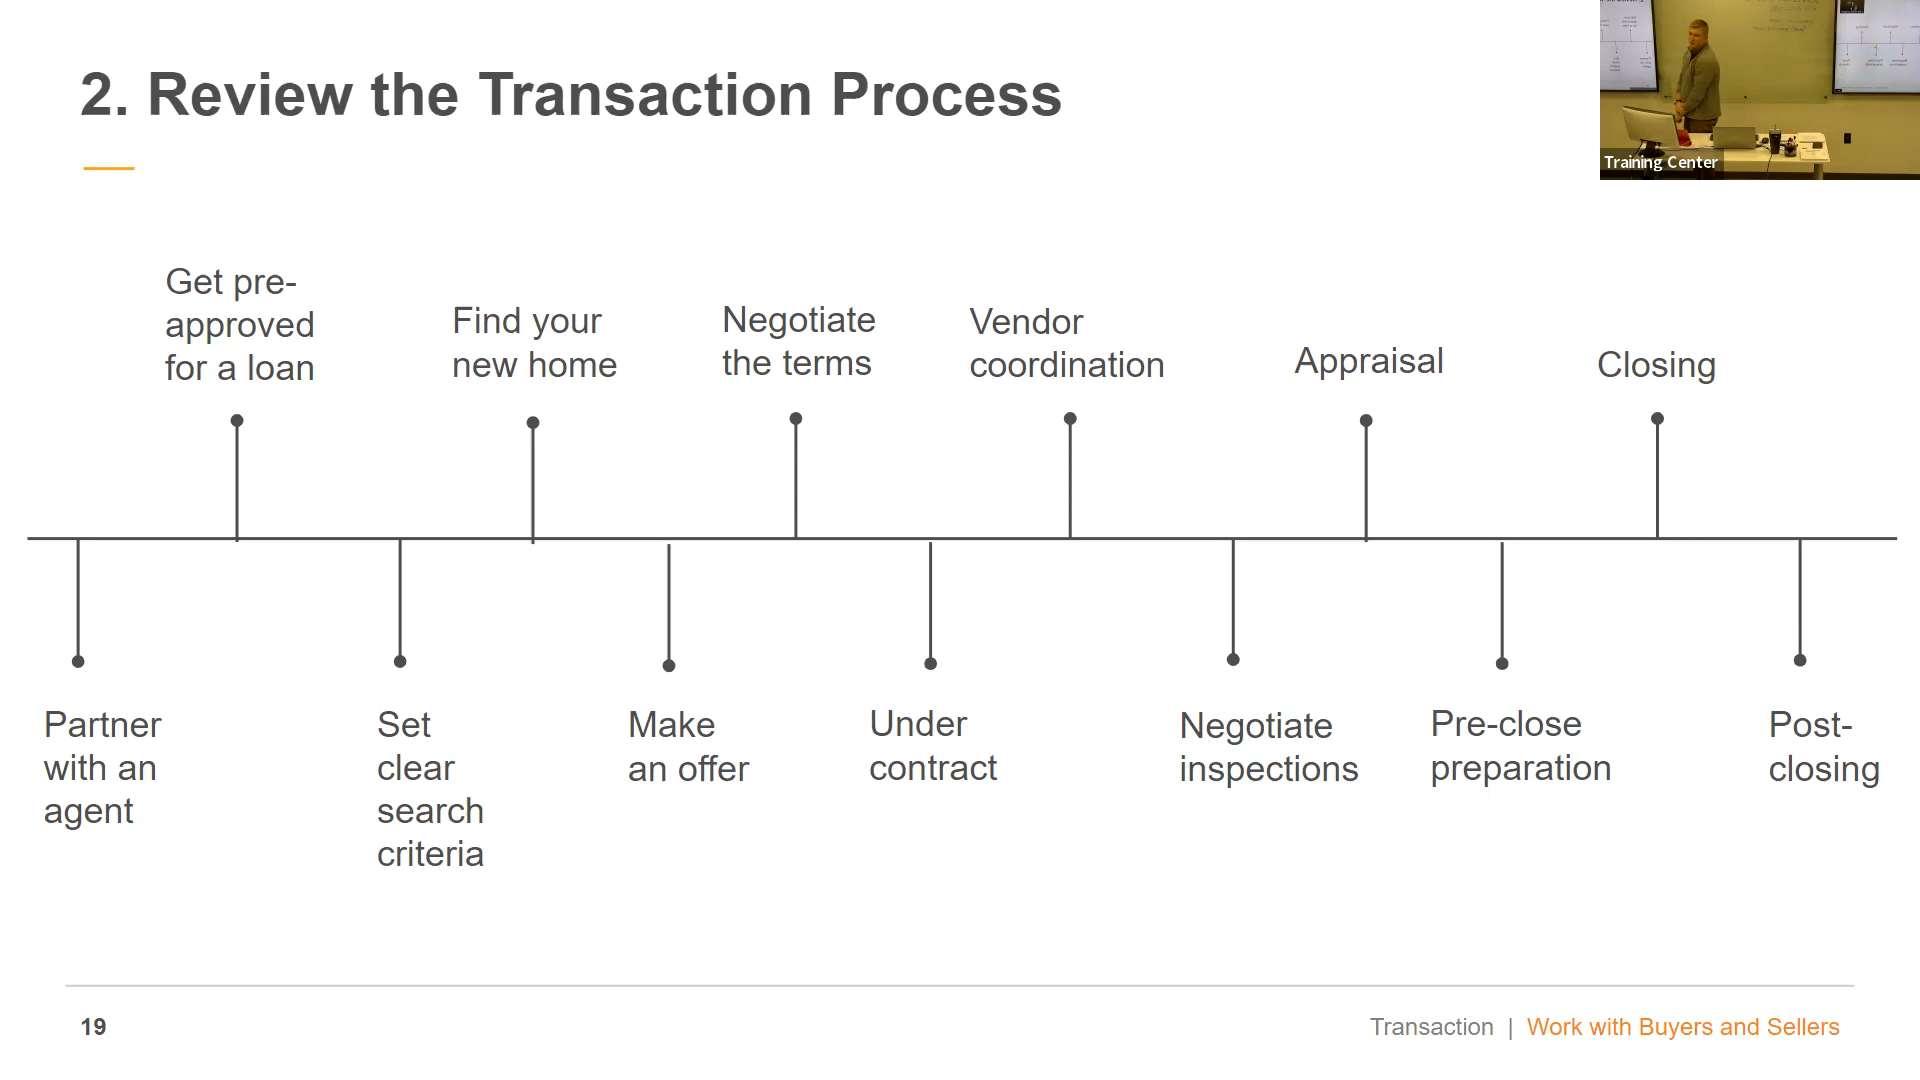 2. Review the Transaction Process
Training Center
Get pre-
approved
for a loan
Find your
new home
Negotiate
the terms
Vendor
coordination
Appraisal
Closing
Partner
with an
agent
Set
clear
search
criteria
Make
an offer
Under
contract
Negotiate
inspections
Pre-close
preparation
Post-
closing
19
Transaction | Work with Buyers and Sellers